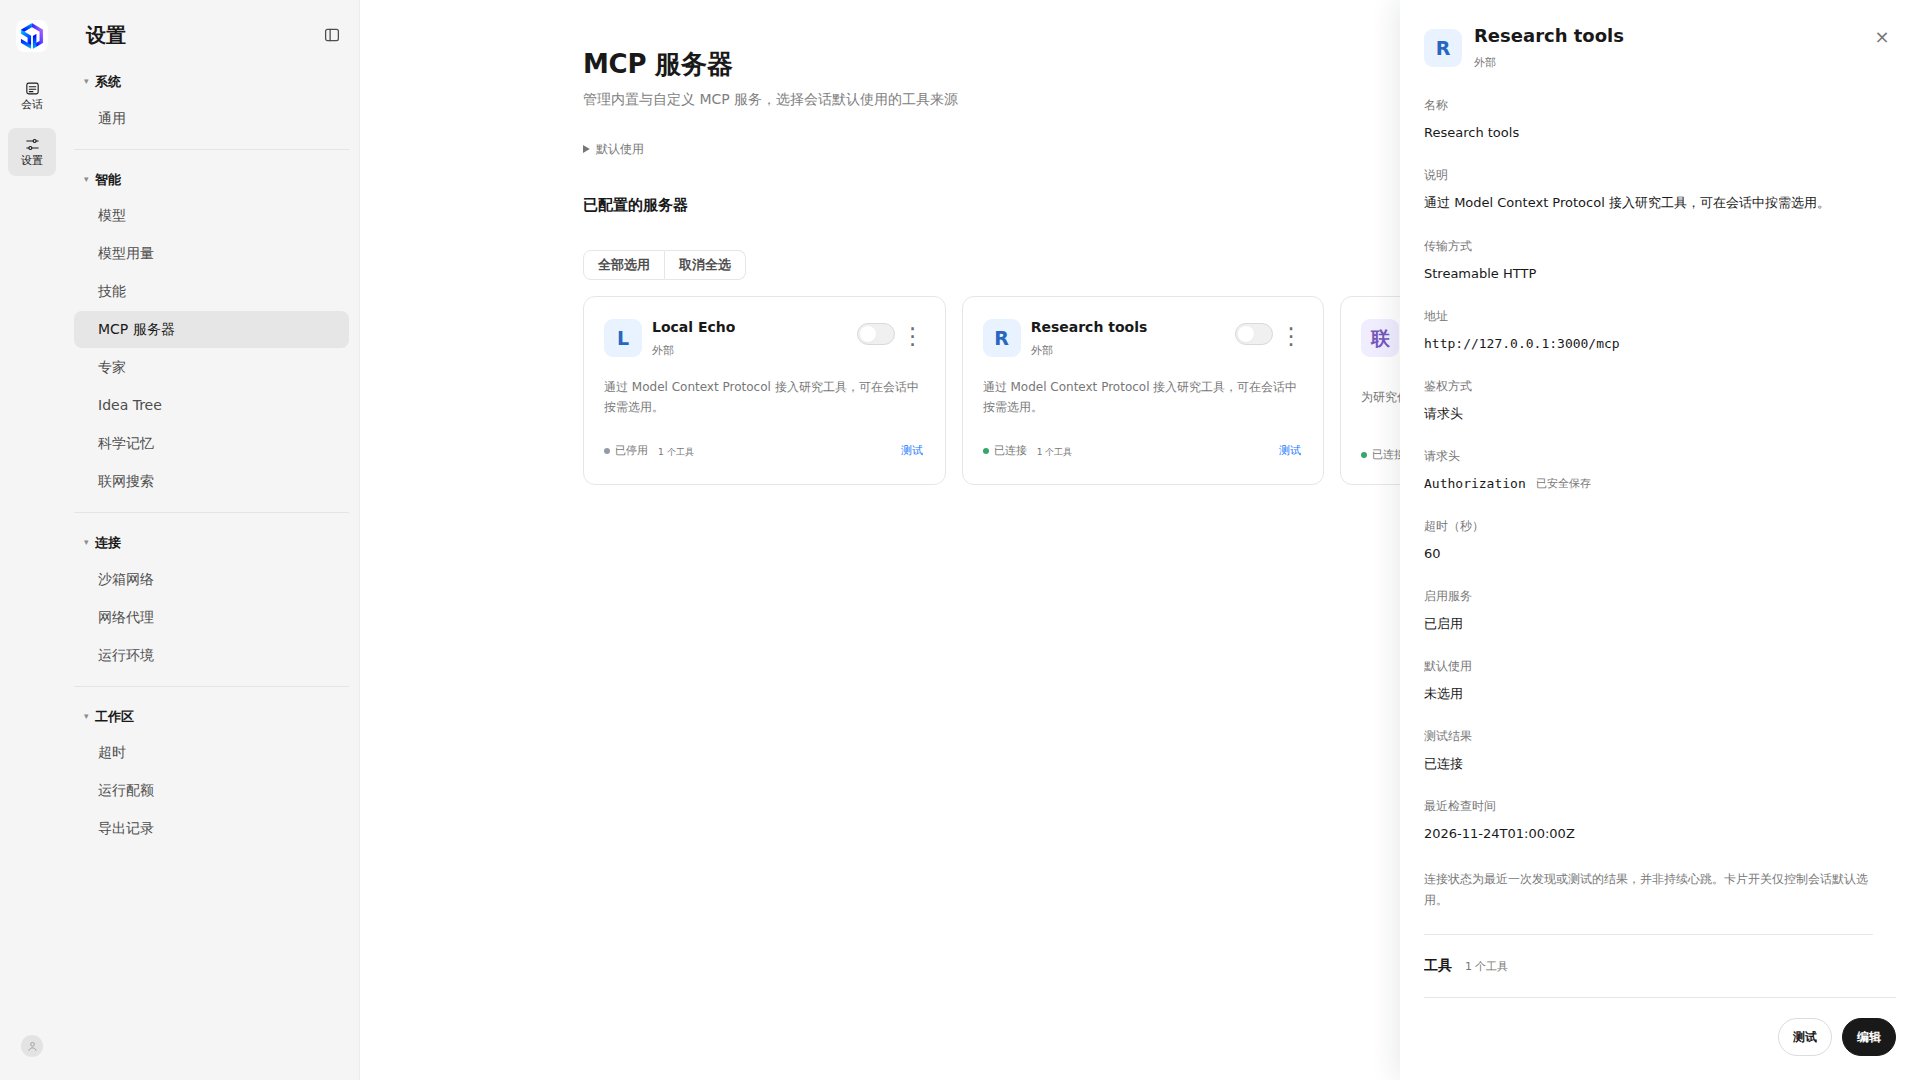 设置
会话
设置
系统
通用
智能
模型
模型用量
技能
MCP 服务器
专家
Idea Tree
科学记忆
联网搜索
连接
沙箱网络
网络代理
运行环境
工作区
超时
运行配额
导出记录
MCP 服务器
管理内置与自定义 MCP 服务，选择会话默认使用的工具来源
默认使用
已配置的服务器
全部选用 取消全选
L
Local Echo
外部
通过 Model Context Protocol 接入研究工具，可在会话中
按需选用。
已停用 1 个工具 测试
R
Research tools
外部
通过 Model Context Protocol 接入研究工具，可在会话中
按需选用。
已连接 1 个工具 测试
联
为研究
已连接
R
Research tools
外部
名称
Research tools
说明
通过 Model Context Protocol 接入研究工具，可在会话中按需选用。
传输方式
Streamable HTTP
地址
http://127.0.0.1:3000/mcp
鉴权方式
请求头
请求头
Authorization 已安全保存
超时（秒）
60
启用服务
已启用
默认使用
未选用
测试结果
已连接
最近检查时间
2026-11-24T01:00:00Z
连接状态为最近一次发现或测试的结果，并非持续心跳。卡片开关仅控制会话默认选
用。
工具 1 个工具
测试 编辑